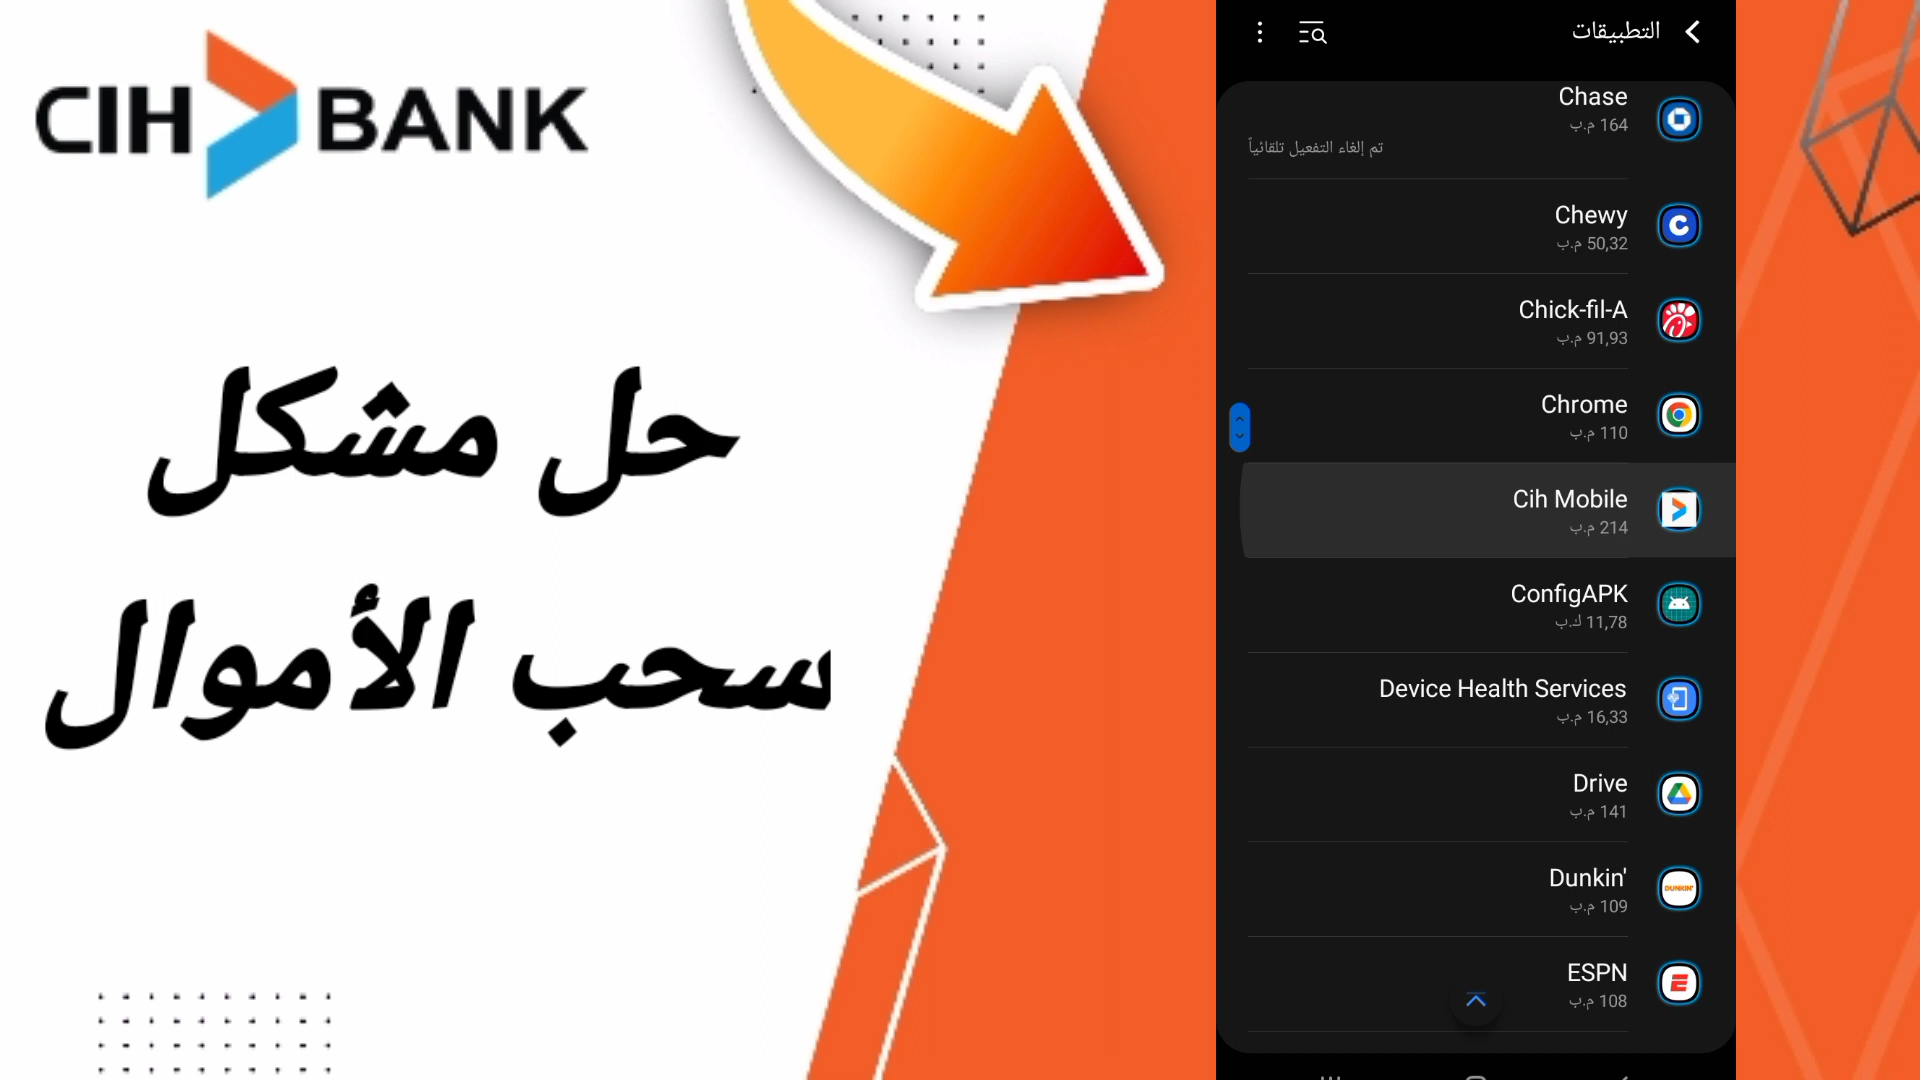 CIH BANK
حل مشكل
سحب الأموال
التطبيقات
Chase
164 م.ب
تم إلغاء التفعيل تلقائياً
Chewy
50,32 م.ب
Chick-fil-A
91,93 م.ب
Chrome
110 م.ب
Cih Mobile
214 م.ب
ConfigAPK
11,78 ك.ب
Device Health Services
16,33 م.ب
Drive
141 م.ب
Dunkin'
109 م.ب
DUNKIN'
ESPN
108 م.ب